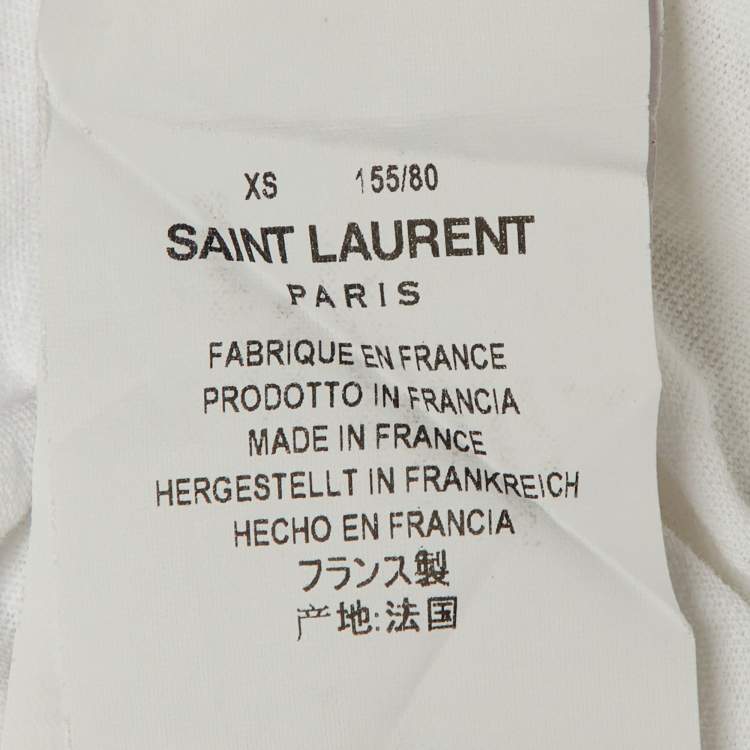 XS 155/80
SAINT LAURENT
PARIS
FABRIQUE EN FRANCE
PRODOTTO IN FRANCIA
MADE IN FRANCE
HERGESTELLT IN FRANKREICH
HECHO EN FRANCIA
フランス製
产地:法国